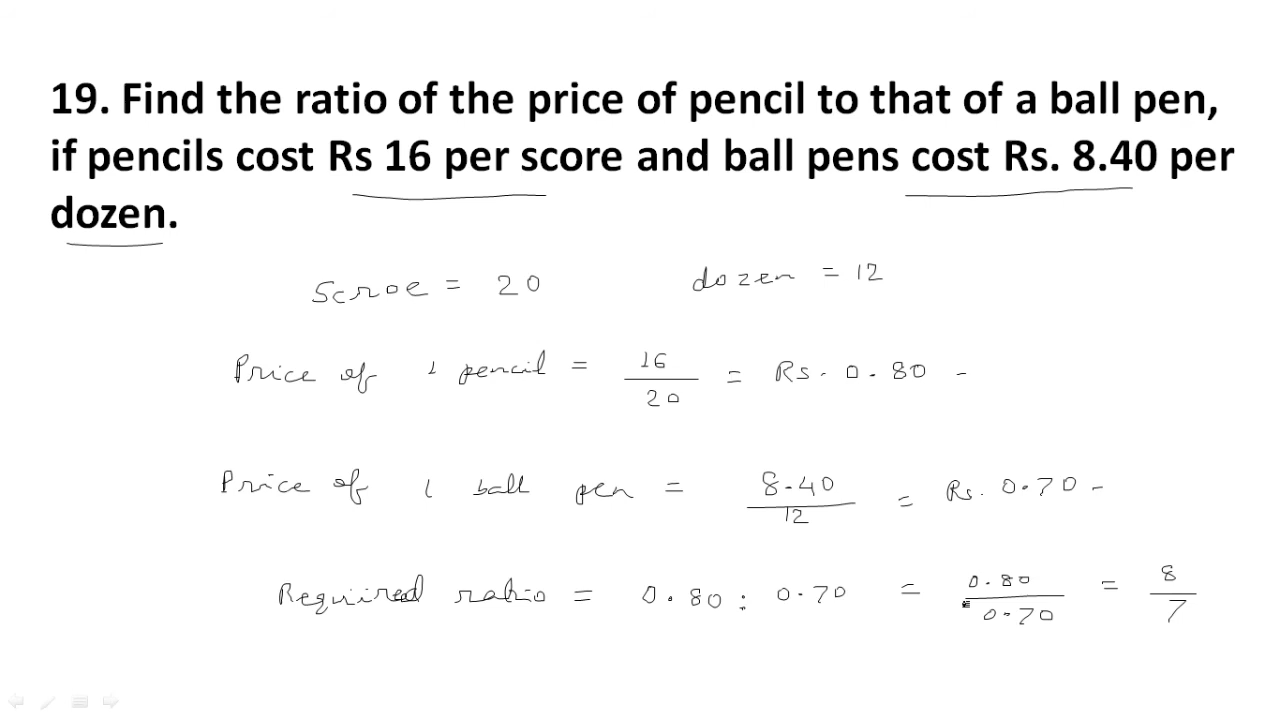 19. Find the ratio of the price of pencil to that of a ball pen,
if pencils cost Rs 16 per score and ball pens cost Rs. 8.40 per
dozen.
Scroe = 20 dozen = 12
Price of 1 pencil = 16/20 = Rs. 0.80 -
Price of 1 ball pen = 8.40/12 = Rs. 0.70 -
Required ratio = 0.80 : 0.70 = 0.80/0.70 = 8/7